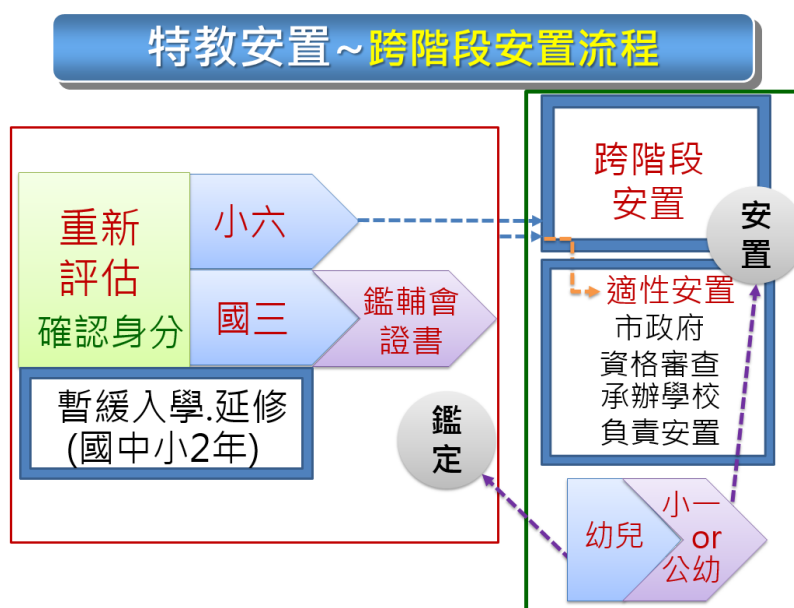 特教安置~跨階段安置流程
重新
評估
確認身分
小六
國三
鑑輔會
證書
暫緩入學.延修
(國中小2年)
鑑
定
跨階段
安置
安
置
適性安置
市政府
資格審查
承辦學校
負責安置
幼兒
小一
or
公幼